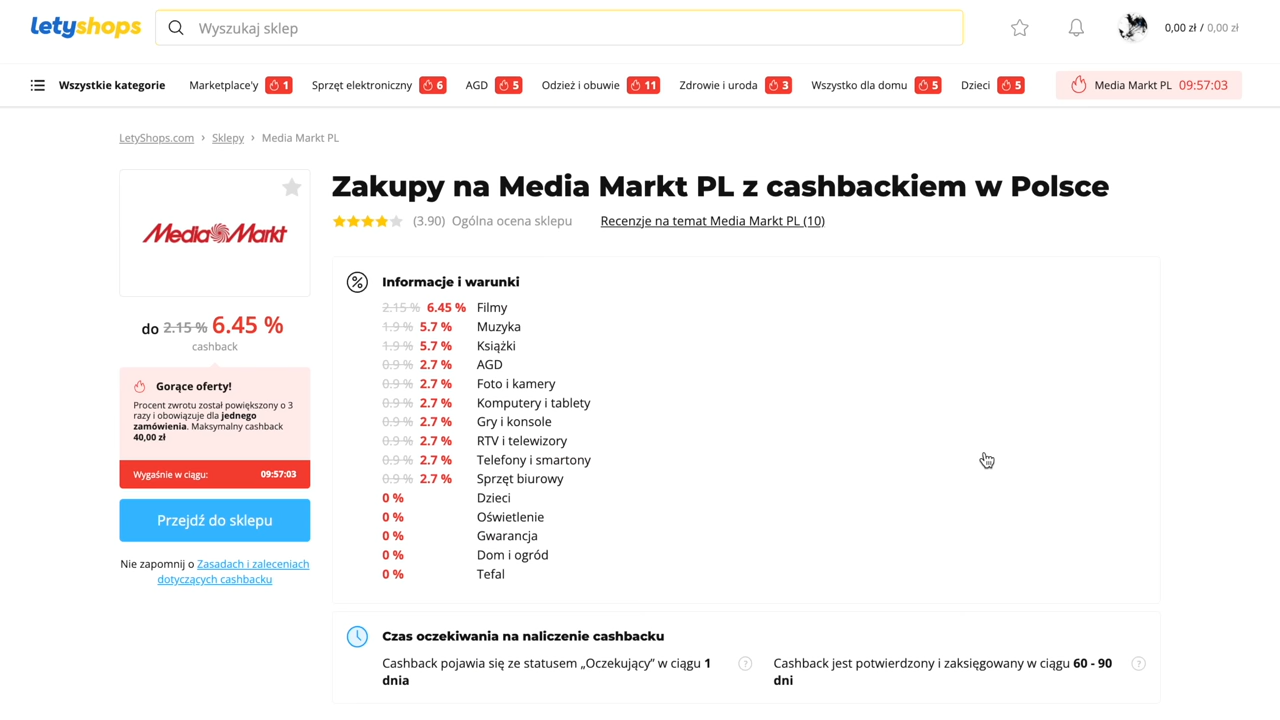 letyshops
Wyszukaj sklep
0,00 zł / 0,00 zł
Wszystkie kategorie
Marketplace'y 1
Sprzęt elektroniczny 6
AGD 5
Odzież i obuwie 11
Zdrowie i uroda 3
Wszystko dla domu 5
Dzieci 5
Media Markt PL 09:57:03
LetyShops.com › Sklepy › Media Markt PL
Media Markt
do 2.15 % 6.45 %
cashback
Gorące oferty!
Procent zwrotu został powiększony o 3
razy i obowiązuje dla jednego
zamówienia. Maksymalny cashback
40,00 zł
Wygaśnie w ciągu: 09:57:03
Przejdź do sklepu
Nie zapomnij o Zasadach i zaleceniach
dotyczących cashbacku
Zakupy na Media Markt PL z cashbackiem w Polsce
(3.90) Ogólna ocena sklepu
Recenzje na temat Media Markt PL (10)
Informacje i warunki
2.15 % 6.45 % Filmy
1.9 % 5.7 % Muzyka
1.9 % 5.7 % Książki
0.9 % 2.7 % AGD
0.9 % 2.7 % Foto i kamery
0.9 % 2.7 % Komputery i tablety
0.9 % 2.7 % Gry i konsole
0.9 % 2.7 % RTV i telewizory
0.9 % 2.7 % Telefony i smartony
0.9 % 2.7 % Sprzęt biurowy
0 % Dzieci
0 % Oświetlenie
0 % Gwarancja
0 % Dom i ogród
0 % Tefal
Czas oczekiwania na naliczenie cashbacku
Cashback pojawia się ze statusem „Oczekujący” w ciągu 1
dnia
?
Cashback jest potwierdzony i zaksięgowany w ciągu 60 - 90
dni
?